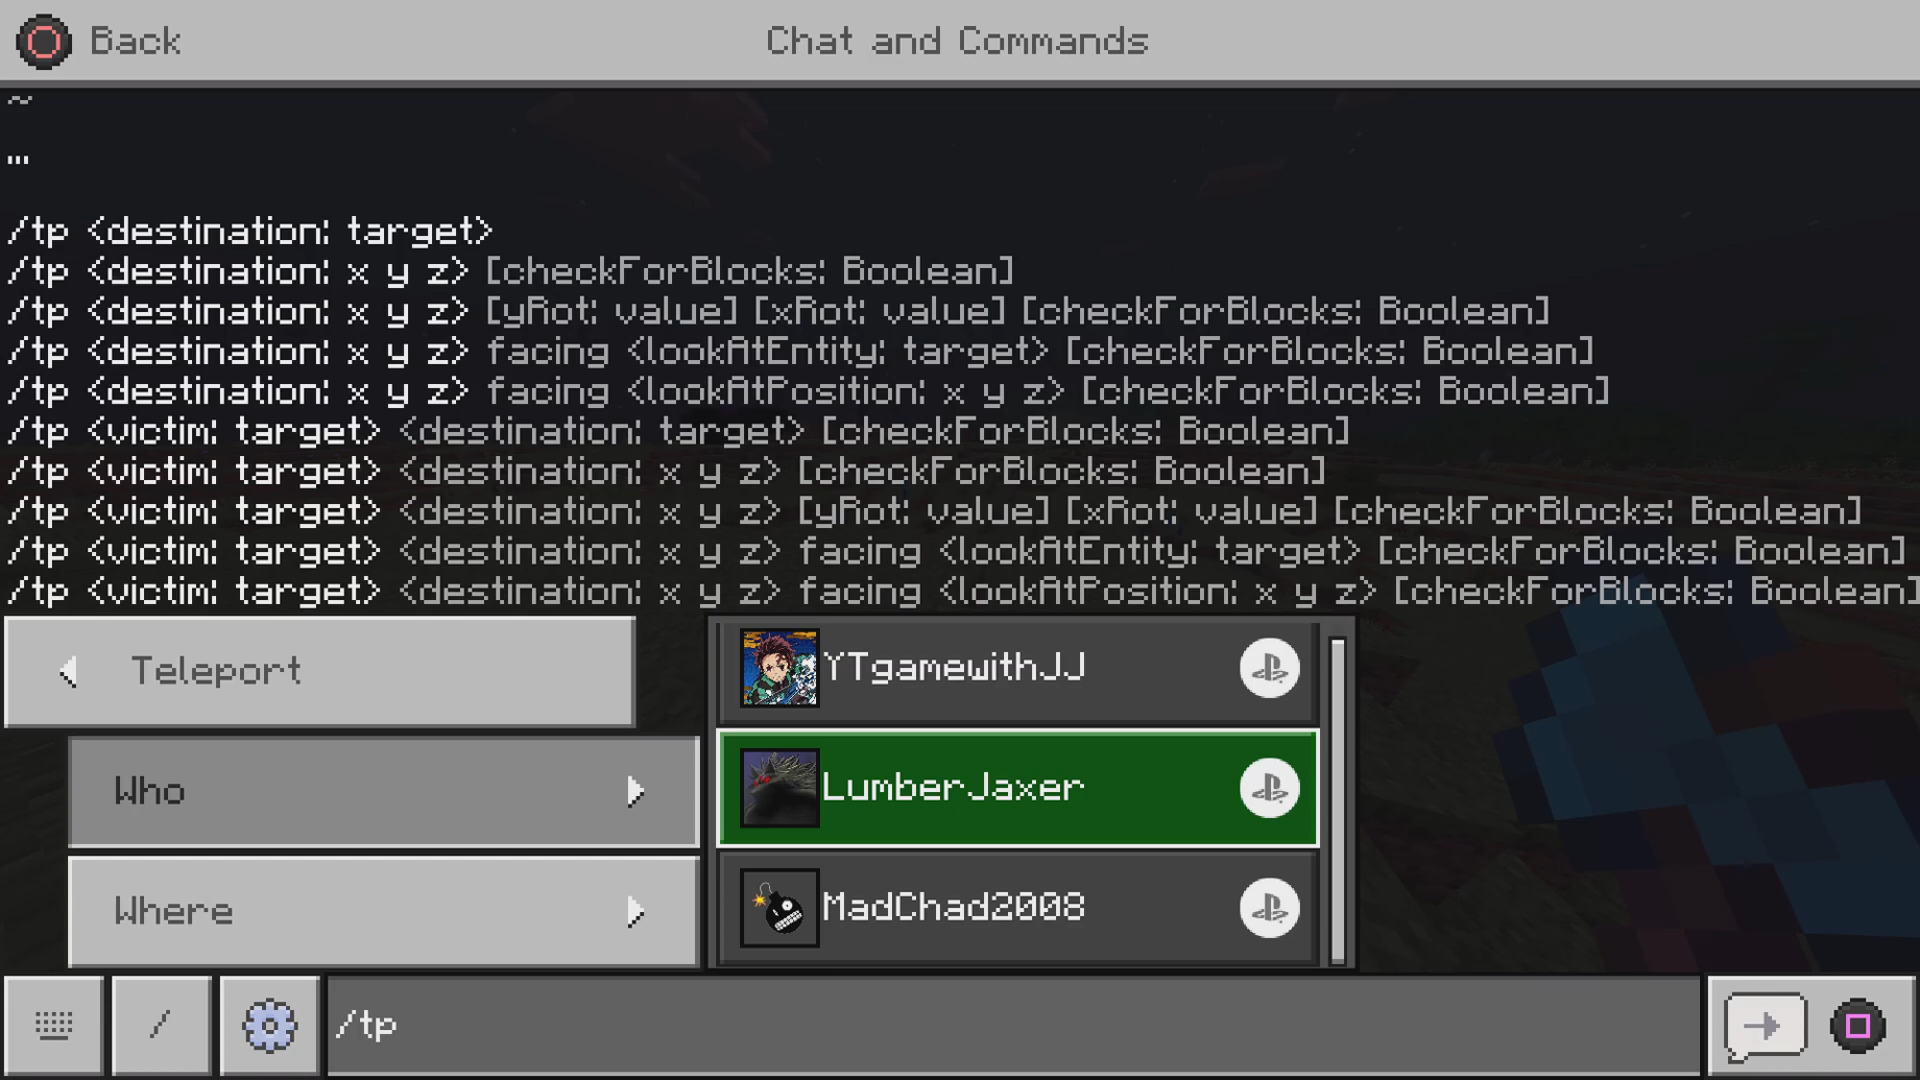 Back
Chat and Commands
~
...
/tp <destination: target>
/tp <destination: x y z> [checkForBlocks: Boolean]
/tp <destination: x y z> [yRot: value] [xRot: value] [checkForBlocks: Boolean]
/tp <destination: x y z> facing <lookAtEntity: target> [checkForBlocks: Boolean]
/tp <destination: x y z> facing <lookAtPosition: x y z> [checkForBlocks: Boolean]
/tp <victim: target> <destination: target> [checkForBlocks: Boolean]
/tp <victim: target> <destination: x y z> [checkForBlocks: Boolean]
/tp <victim: target> <destination: x y z> [yRot: value] [xRot: value] [checkForBlocks: Boolean]
/tp <victim: target> <destination: x y z> facing <lookAtEntity: target> [checkForBlocks: Boolean]
/tp <victim: target> <destination: x y z> facing <lookAtPosition: x y z> [checkForBlocks: Boolean]
Teleport
Who
Where
YTgamewithJJ
LumberJaxer
MadChad2008
/
/tp